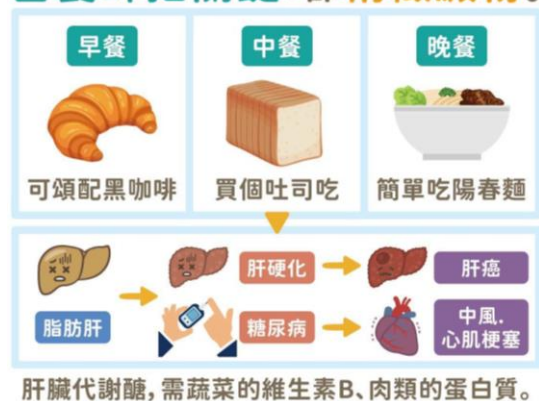 早餐
中餐
晚餐
可頌配黑咖啡
買個吐司吃
簡單吃陽春麵
肝硬化
肝癌
脂肪肝
糖尿病
中風.
心肌梗塞
肝臟代謝醣,需蔬菜的維生素B、肉類的蛋白質。